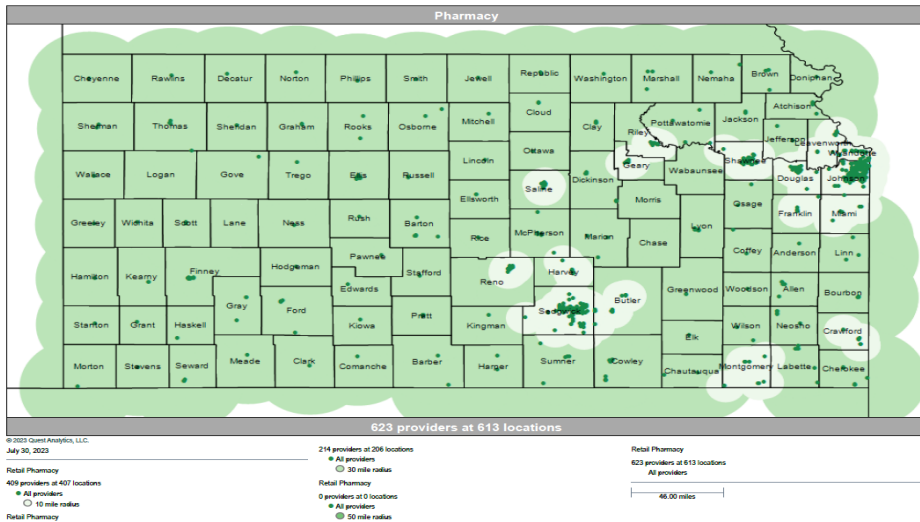 Pharmacy
Cheyenne Rawlins Decatur Norton Phillips Smith Jewell Republic Washington Marshall Nemaha Brown Doniphan
Atchison
Sherman Thomas Sheridan Graham Rooks Osborne Mitchell Cloud Clay Riley Pottawatomie Jackson Jefferson Leavenworth
Wyandotte
Wallace Logan Gove Trego Ellis Russell Lincoln Ottawa Saline Dickinson Geary Wabaunsee Shawnee Douglas Johnson
Ellsworth Morris Osage Franklin Miami
Greeley Wichita Scott Lane Ness Rush Barton Rice McPherson Marion Chase Lyon Coffey Anderson Linn
Hamilton Kearny Finney Hodgeman Pawnee Stafford Reno Harvey
Gray Ford Edwards Sedgwick Butler Greenwood Woodson Allen Bourbon
Stanton Grant Haskell Kiowa Pratt Kingman Elk Wilson Neosho Crawford
Morton Stevens Seward Meade Clark Comanche Barber Harper Sumner Cowley Chautauqua Montgomery Labette Cherokee
623 providers at 613 locations
© 2023 Quest Analytics, LLC.
July 30, 2023
Retail Pharmacy
409 providers at 407 locations
All providers
10 mile radius
Retail Pharmacy
214 providers at 206 locations
All providers
30 mile radius
Retail Pharmacy
0 providers at 0 locations
All providers
50 mile radius
Retail Pharmacy
623 providers at 613 locations
All providers
46.00 miles